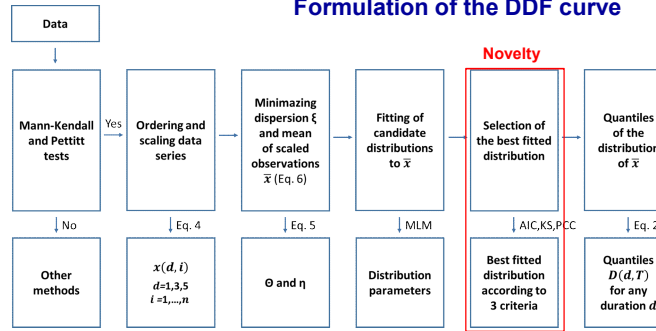 Formulation of the DDF curve
Data
Novelty
Mann-Kendall
and Pettitt
tests
Yes
Ordering and
scaling data
series
Minimazing
dispersion ξ
and mean
of scaled
observations
x̅ (Eq. 6)
Fitting of
candidate
distributions
to x̅
Selection of
the best fitted
distribution
Quantiles
of the
distribution
of x̅
No
Eq. 4
Eq. 5
MLM
AIC,KS,PCC
Eq. 2
Other
methods
x(d, i)
d=1,3,5
i =1,...,n
Θ and η
Distribution
parameters
Best fitted
distribution
according to
3 criteria
Quantiles
D(d, T)
for any
duration d